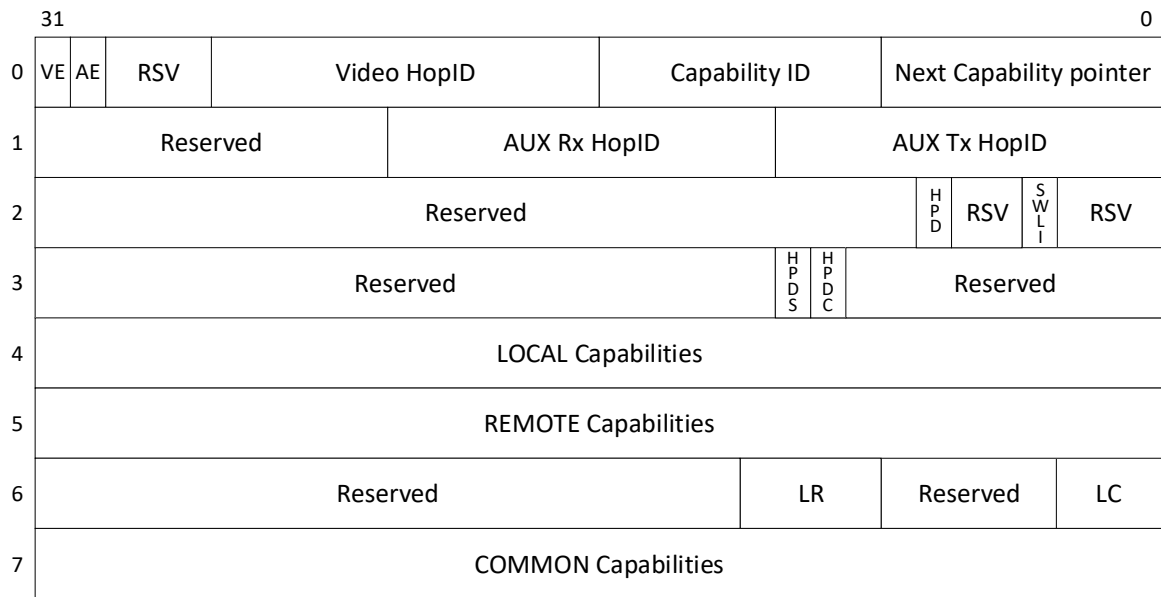 31 0
0 VE AE RSV Video HopID Capability ID Next Capability pointer
1 Reserved AUX Rx HopID AUX Tx HopID
2 Reserved HPD RSV SWLI RSV
3 Reserved HPDS HPDC Reserved
4 LOCAL Capabilities
5 REMOTE Capabilities
6 Reserved LR Reserved LC
7 COMMON Capabilities